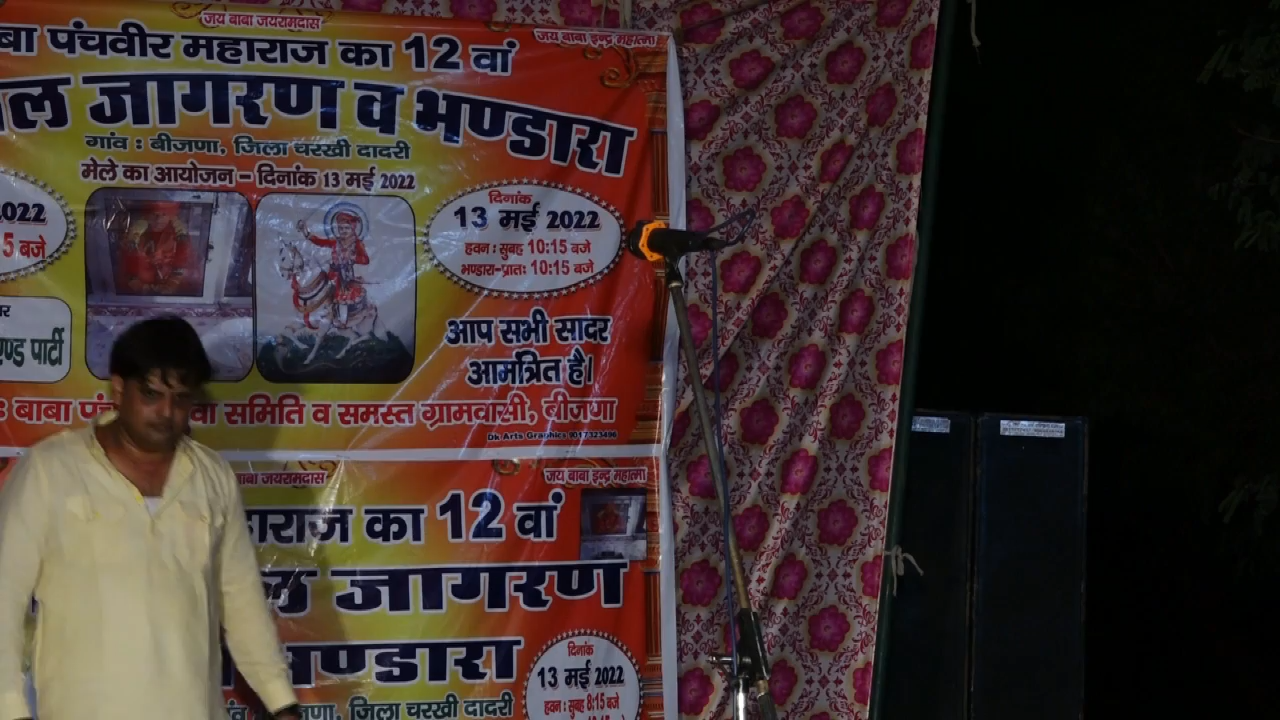 जय बाबा जयरामदास
जय बाबा इन्द्र महात्मा
बा पंचवीर महाराज का 12 वां
ल जागरण व भण्डारा
गांव : बीजणा, जिला चरखी दादरी
मेले का आयोजन - दिनांक 13 मई 2022
2022
5 बजे
दिनांक
13 मई 2022
हवन : सुबह 10:15 बजे
भण्डारा-प्रातः 10:15 बजे
ण्ड पार्टी
आप सभी सादर
आमंत्रित है।
: बाबा पंच वा समिति व समस्त ग्रामवासी, बीजणा
Dk Arts Graphics 9017323496
बाबा जयरामदास
जय बाबा इन्द्र महात्मा
हाराज का 12 वां
ल जागरण
भण्डारा
दिनांक
13 मई 2022
हवन : सुबह 8:15 बजे
जणा, जिला चरखी दादरी